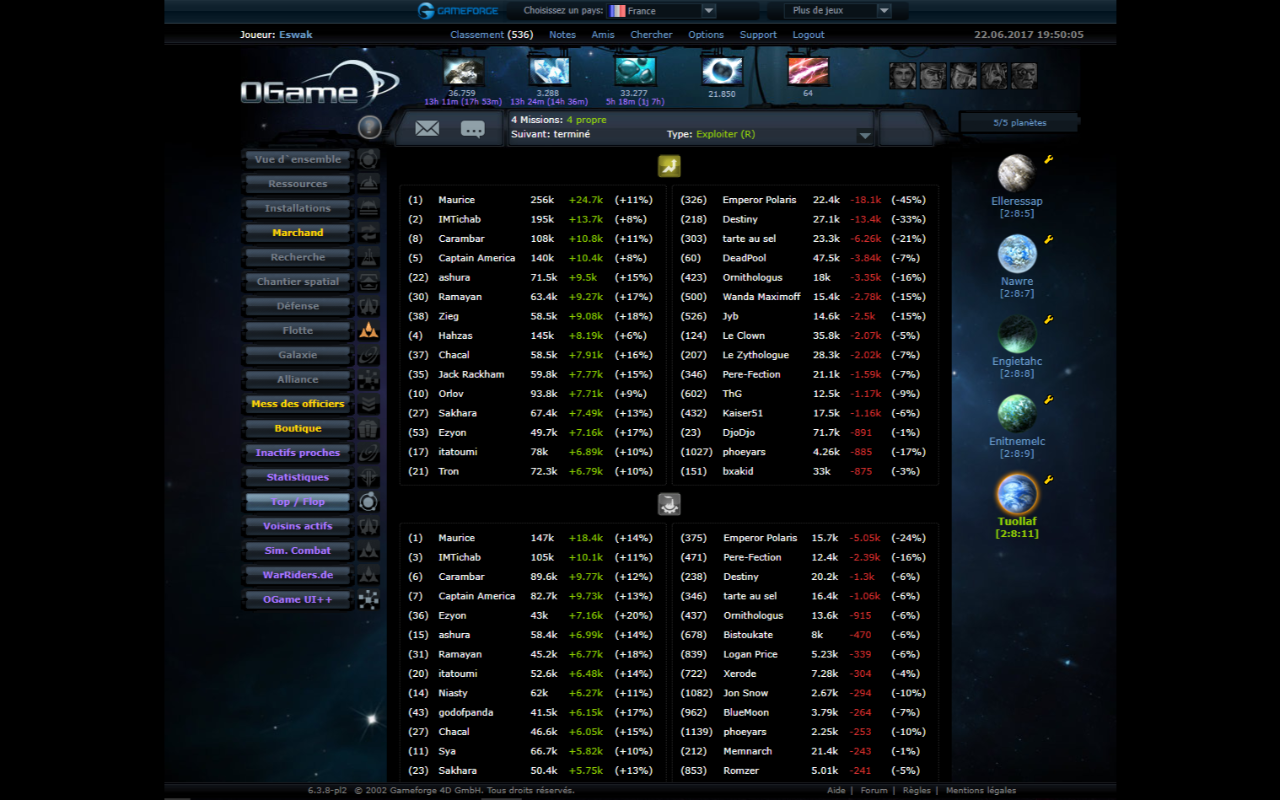 GAMEFORGE Choisissez un pays: France Plus de jeux
Joueur: Eswak Classement (536) Notes Amis Chercher Options Support Logout 22.06.2017 19:50:05
OGame
36.759 3.288 33.277 21.850 64
13h 11m (17h 53m) 13h 24m (14h 36m) 5h 18m (1j 7h)
4 Missions: 4 propre
Suivant: terminé Type: Exploiter (R)
5/5 planètes
Vue d`ensemble
Ressources
Installations
Marchand
Recherche
Chantier spatial
Défense
Flotte
Galaxie
Alliance
Mess des officiers
Boutique
Inactifs proches
Statistiques
Top / Flop
Voisins actifs
Sim. Combat
WarRiders.de
OGame UI++
(1) Maurice 256k +24.7k (+11%)
(2) IMTichab 195k +13.7k (+8%)
(8) Carambar 108k +10.8k (+11%)
(5) Captain America 140k +10.4k (+8%)
(22) ashura 71.5k +9.5k (+15%)
(30) Ramayan 63.4k +9.27k (+17%)
(38) Zieg 58.5k +9.08k (+18%)
(4) Hahzas 145k +8.19k (+6%)
(37) Chacal 58.5k +7.91k (+16%)
(35) Jack Rackham 59.8k +7.77k (+15%)
(10) Orlov 93.8k +7.71k (+9%)
(27) Sakhara 67.4k +7.49k (+13%)
(53) Ezyon 49.7k +7.16k (+17%)
(17) itatoumi 78k +6.89k (+10%)
(21) Tron 72.3k +6.79k (+10%)
(326) Emperor Polaris 22.4k -18.1k (-45%)
(218) Destiny 27.1k -13.4k (-33%)
(303) tarte au sel 23.3k -6.26k (-21%)
(60) DeadPool 47.5k -3.84k (-7%)
(423) Ornithologus 18k -3.35k (-16%)
(500) Wanda Maximoff 15.4k -2.78k (-15%)
(526) Jyb 14.6k -2.5k (-15%)
(124) Le Clown 35.8k -2.07k (-5%)
(207) Le Zythologue 28.3k -2.02k (-7%)
(346) Pere-Fection 21.1k -1.59k (-7%)
(602) ThG 12.5k -1.17k (-9%)
(432) Kaiser51 17.5k -1.16k (-6%)
(23) DjoDjo 71.7k -891 (-1%)
(1027) phoeyars 4.26k -885 (-17%)
(151) bxakid 33k -875 (-3%)
(1) Maurice 147k +18.4k (+14%)
(3) IMTichab 105k +10.1k (+11%)
(6) Carambar 89.6k +9.77k (+12%)
(7) Captain America 82.7k +9.73k (+13%)
(36) Ezyon 43k +7.16k (+20%)
(15) ashura 58.4k +6.99k (+14%)
(31) Ramayan 45.2k +6.77k (+18%)
(20) itatoumi 52.6k +6.48k (+14%)
(14) Niasty 62k +6.27k (+11%)
(43) godofpanda 41.5k +6.15k (+17%)
(27) Chacal 46.6k +6.05k (+15%)
(11) Sya 66.7k +5.82k (+10%)
(23) Sakhara 50.4k +5.75k (+13%)
(375) Emperor Polaris 15.7k -5.05k (-24%)
(471) Pere-Fection 12.4k -2.39k (-16%)
(238) Destiny 20.2k -1.3k (-6%)
(346) tarte au sel 16.4k -1.06k (-6%)
(437) Ornithologus 13.6k -915 (-6%)
(678) Bistoukate 8k -470 (-6%)
(839) Logan Price 5.23k -339 (-6%)
(722) Xerode 7.28k -304 (-4%)
(1082) Jon Snow 2.67k -294 (-10%)
(962) BlueMoon 3.79k -264 (-7%)
(1139) phoeyars 2.25k -253 (-10%)
(212) Memnarch 21.4k -243 (-1%)
(853) Romzer 5.01k -241 (-5%)
Elleressap
[2:8:5]
Nawre
[2:8:7]
Engietahc
[2:8:8]
Enitnemelc
[2:8:9]
Tuollaf
[2:8:11]
6.3.8-pl2 © 2002 Gameforge 4D GmbH. Tous droits réservés. Aide | Forum | Règles | Mentions légales